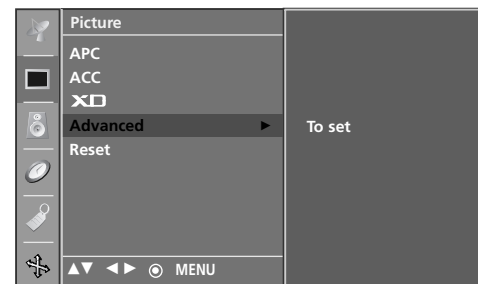 Picture
APC
ACC
XD
Advanced ►
To set
Reset
▲▼ ◄► ⦿ MENU